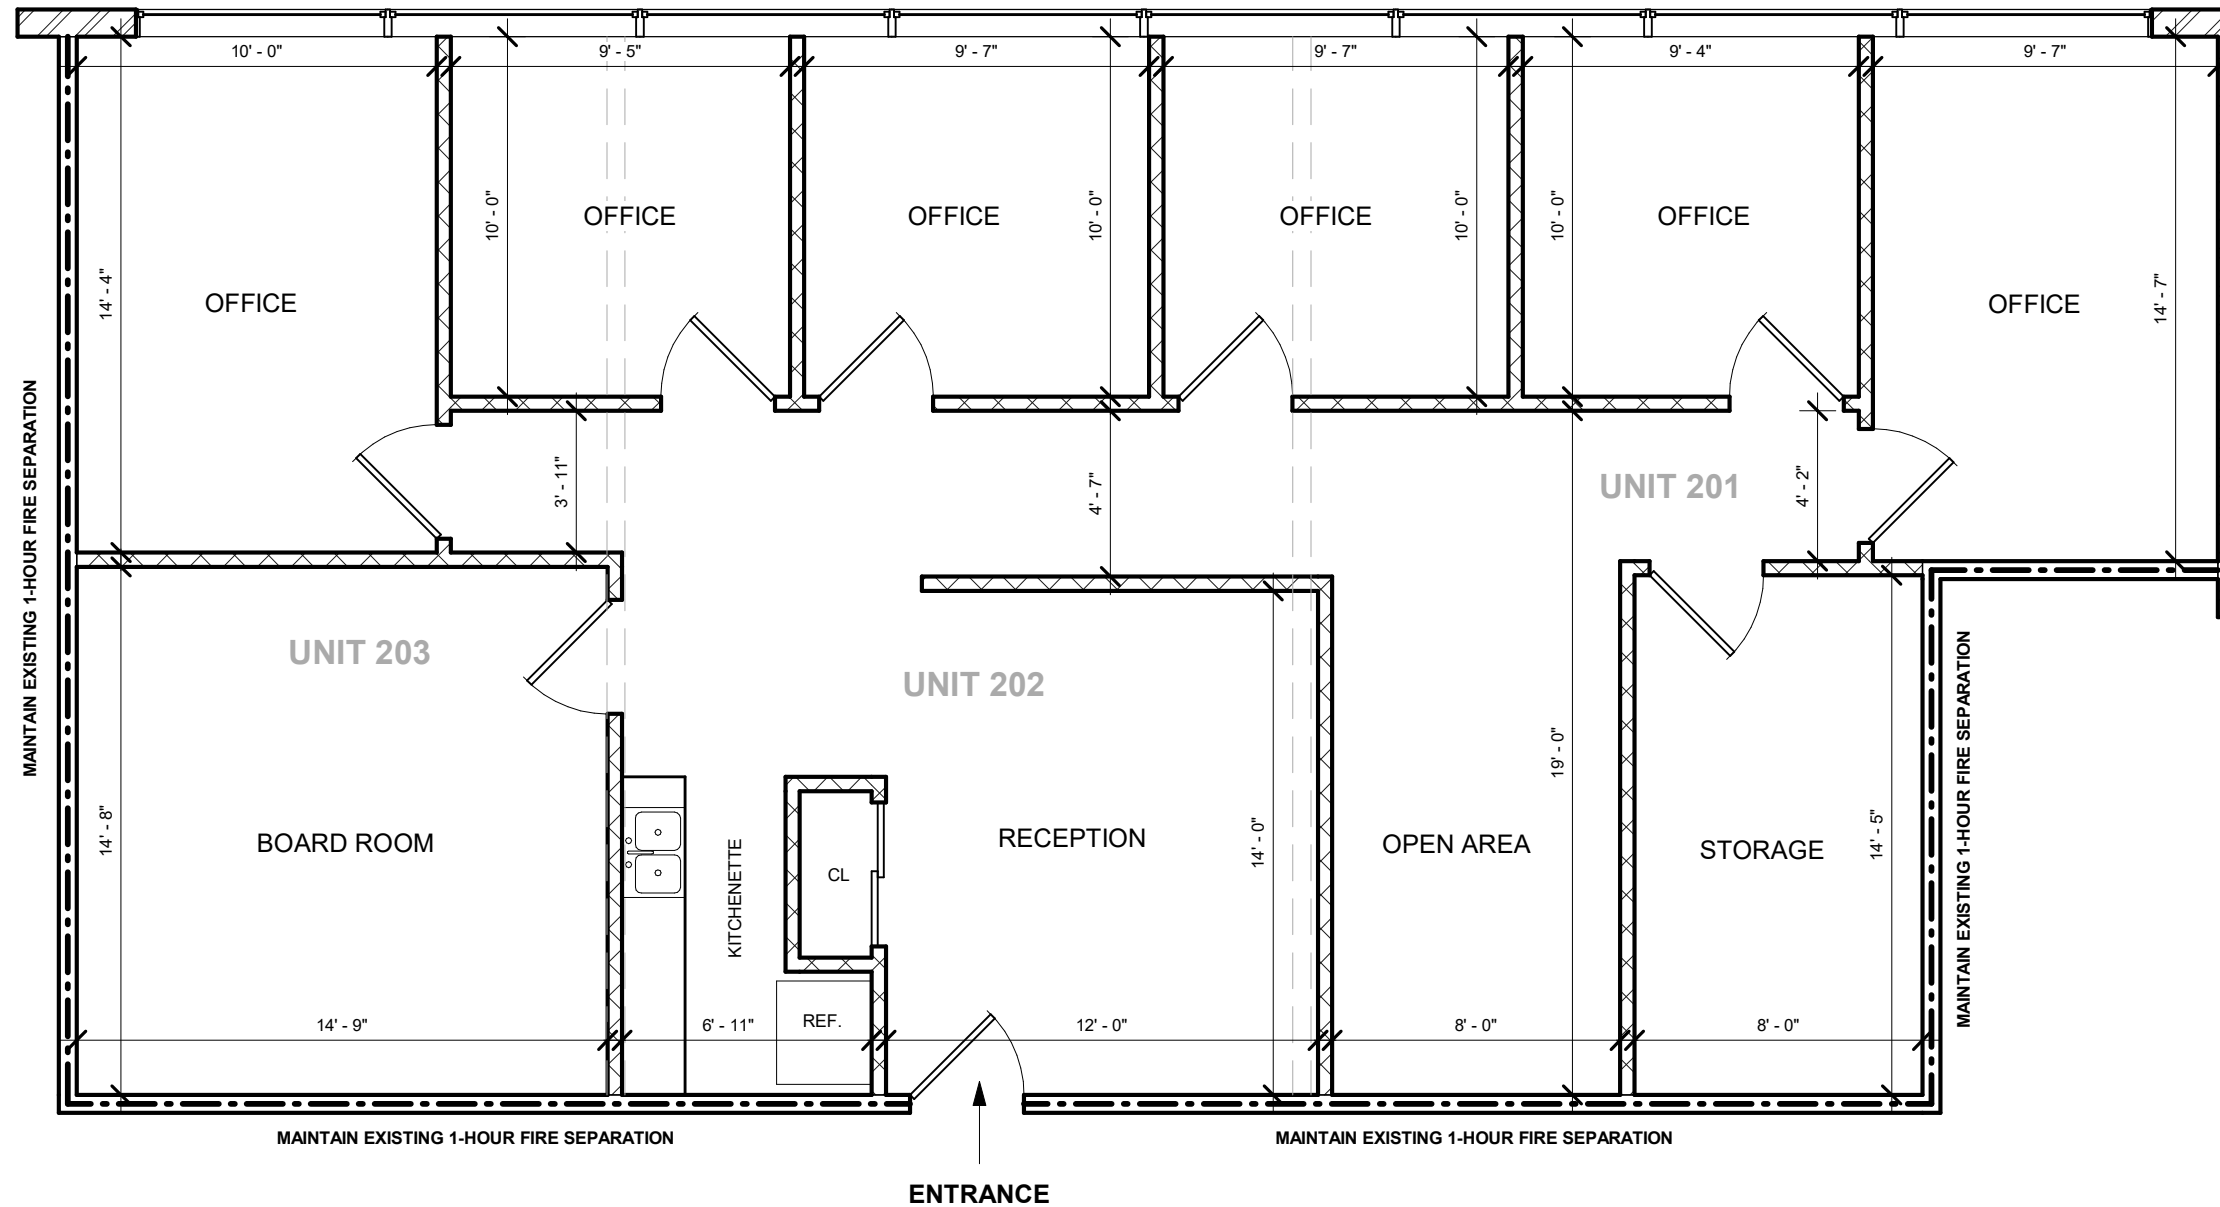 10' - 0"
9' - 5"
9' - 7"
9' - 7"
9' - 4"
9' - 7"
10' - 0"
10' - 0"
10' - 0"
10' - 0"
OFFICE
OFFICE
OFFICE
OFFICE
14' - 4"
OFFICE
OFFICE
14' - 7"
MAINTAIN EXISTING 1-HOUR FIRE SEPARATION
3' - 11"
4' - 7"
UNIT 201
4' - 2"
UNIT 203
UNIT 202
MAINTAIN EXISTING 1-HOUR FIRE SEPARATION
14' - 8"
BOARD ROOM
KITCHENETTE
CL
RECEPTION
14' - 0"
OPEN AREA
19' - 0"
STORAGE
14' - 5"
14' - 9"
6' - 11"
REF.
12' - 0"
8' - 0"
8' - 0"
MAINTAIN EXISTING 1-HOUR FIRE SEPARATION
MAINTAIN EXISTING 1-HOUR FIRE SEPARATION
ENTRANCE